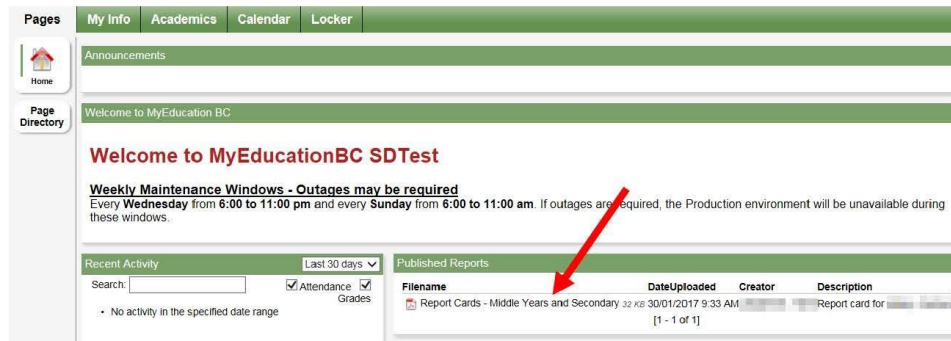 Pages
My Info Academics Calendar Locker
Home
Page
Directory
Announcements
Welcome to MyEducation BC
Welcome to MyEducationBC SDTest
Weekly Maintenance Windows - Outages may be required
Every Wednesday from 6:00 to 11:00 pm and every Sunday from 6:00 to 11:00 am. If outages are required, the Production environment will be unavailable during
these windows.
Recent Activity Last 30 days
Search: Attendance
Grades
No activity in the specified date range
Published Reports
Filename DateUploaded Creator Description
Report Cards - Middle Years and Secondary 32 KB 30/01/2017 9:33 AM Report card for
[1 - 1 of 1]